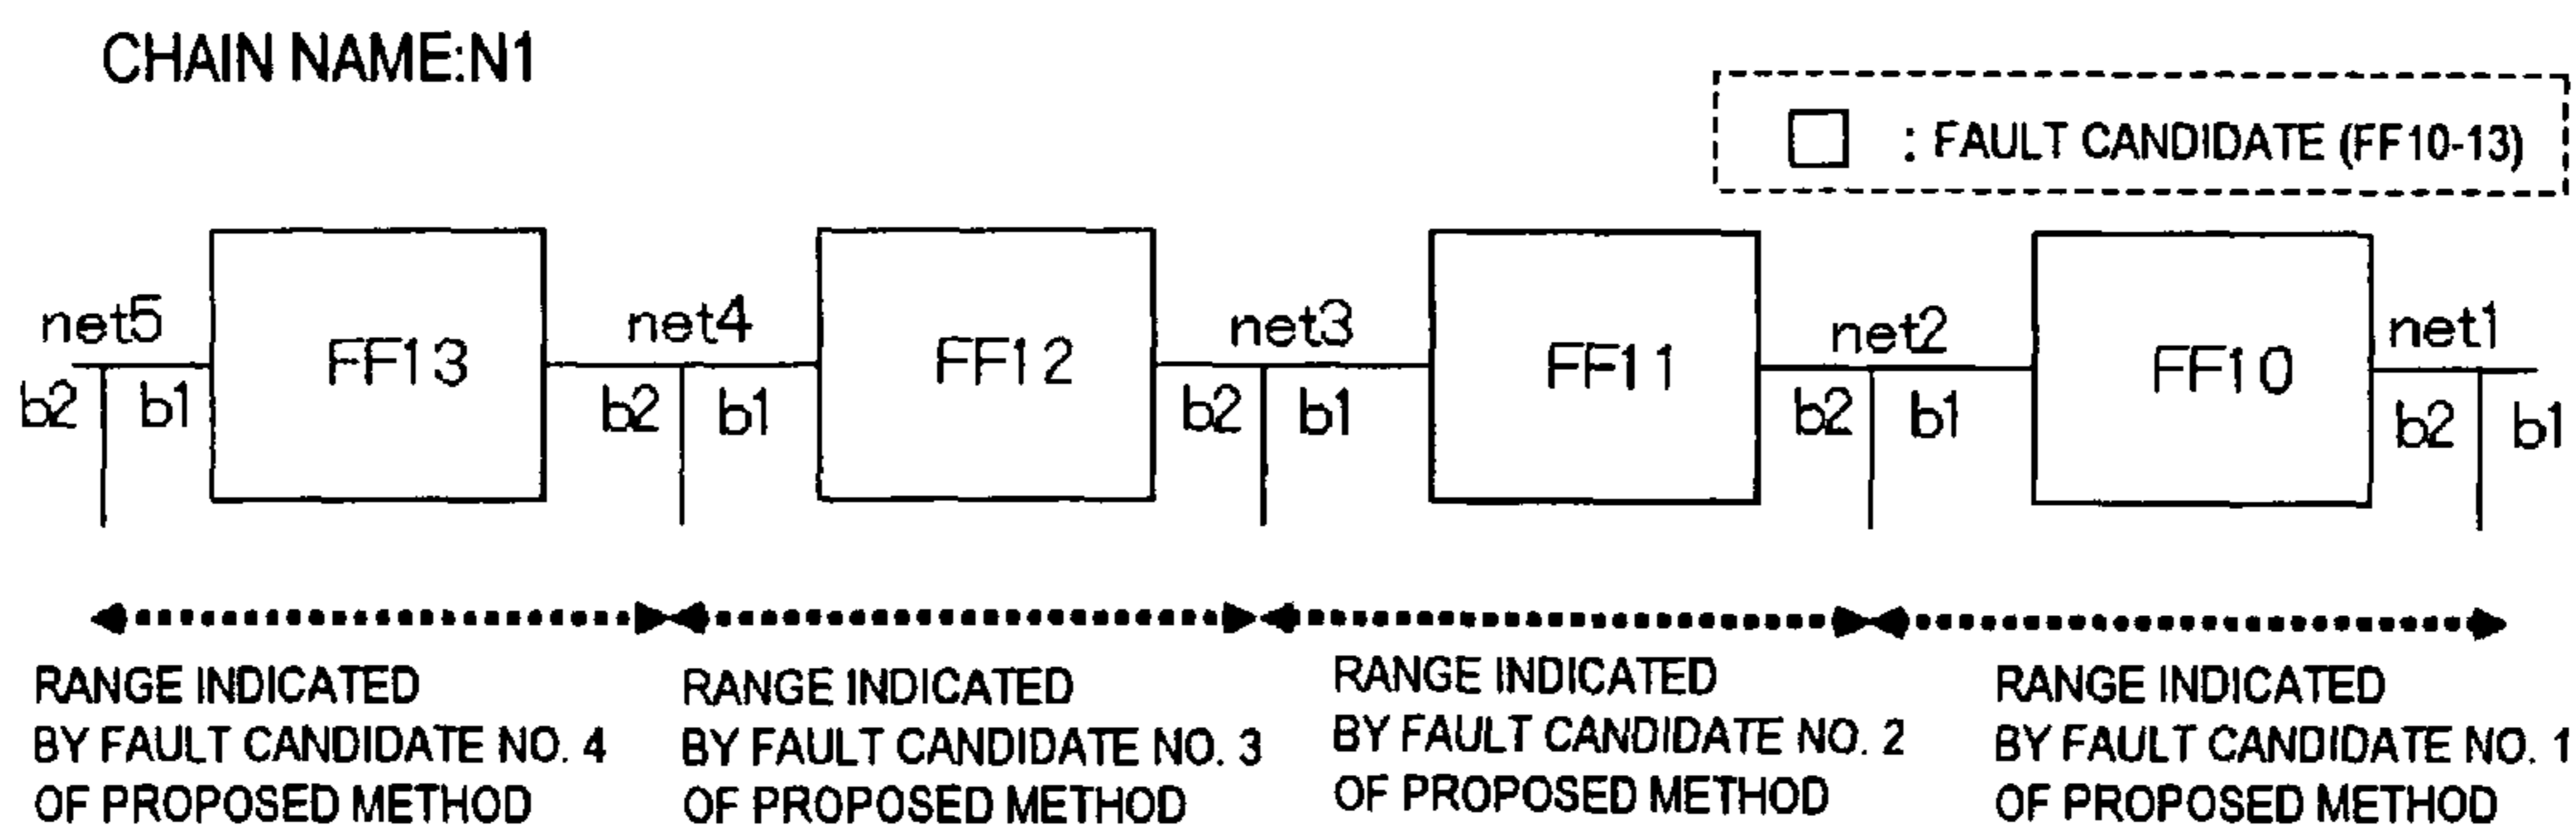 CHAIN NAME:N1
: FAULT CANDIDATE (FF10-13)
net5 FF13 net4 FF12 net3 FF11 net2 FF10 net1
b2 b1 b2 b1 b2 b1 b2 b1 b2 b1
RANGE INDICATED
BY FAULT CANDIDATE NO. 4
OF PROPOSED METHOD
RANGE INDICATED
BY FAULT CANDIDATE NO. 3
OF PROPOSED METHOD
RANGE INDICATED
BY FAULT CANDIDATE NO. 2
OF PROPOSED METHOD
RANGE INDICATED
BY FAULT CANDIDATE NO. 1
OF PROPOSED METHOD